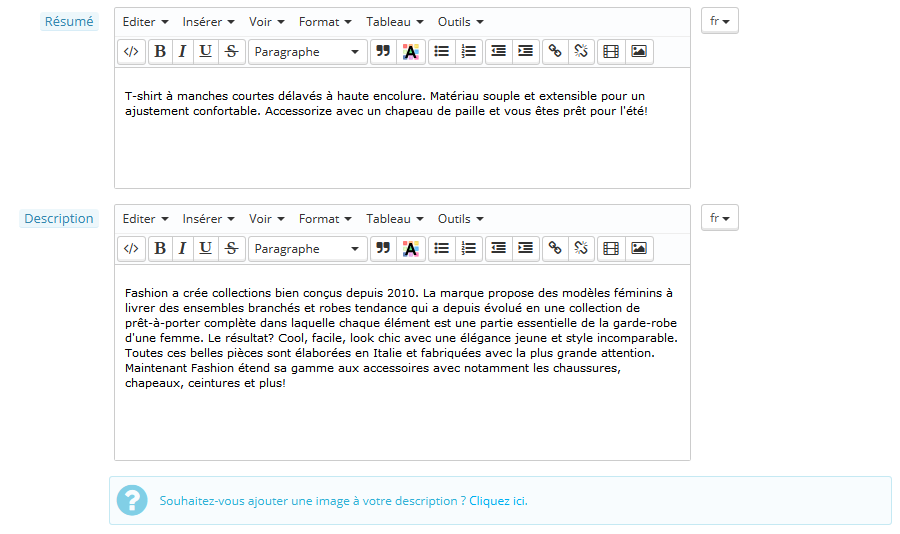 Résumé
Editer Insérer Voir Format Tableau Outils
fr
</> B I U S Paragraphe A
T-shirt à manches courtes délavés à haute encolure. Matériau souple et extensible pour un
ajustement confortable. Accessorize avec un chapeau de paille et vous êtes prêt pour l'été!
Description
Editer Insérer Voir Format Tableau Outils
fr
</> B I U S Paragraphe A
Fashion a crée collections bien conçus depuis 2010. La marque propose des modèles féminins à
livrer des ensembles branchés et robes tendance qui a depuis évolué en une collection de
prêt-à-porter complète dans laquelle chaque élément est une partie essentielle de la garde-robe
d'une femme. Le résultat? Cool, facile, look chic avec une élégance jeune et style incomparable.
Toutes ces belles pièces sont élaborées en Italie et fabriquées avec la plus grande attention.
Maintenant Fashion étend sa gamme aux accessoires avec notamment les chaussures,
chapeaux, ceintures et plus!
? Souhaitez-vous ajouter une image à votre description ? Cliquez ici.